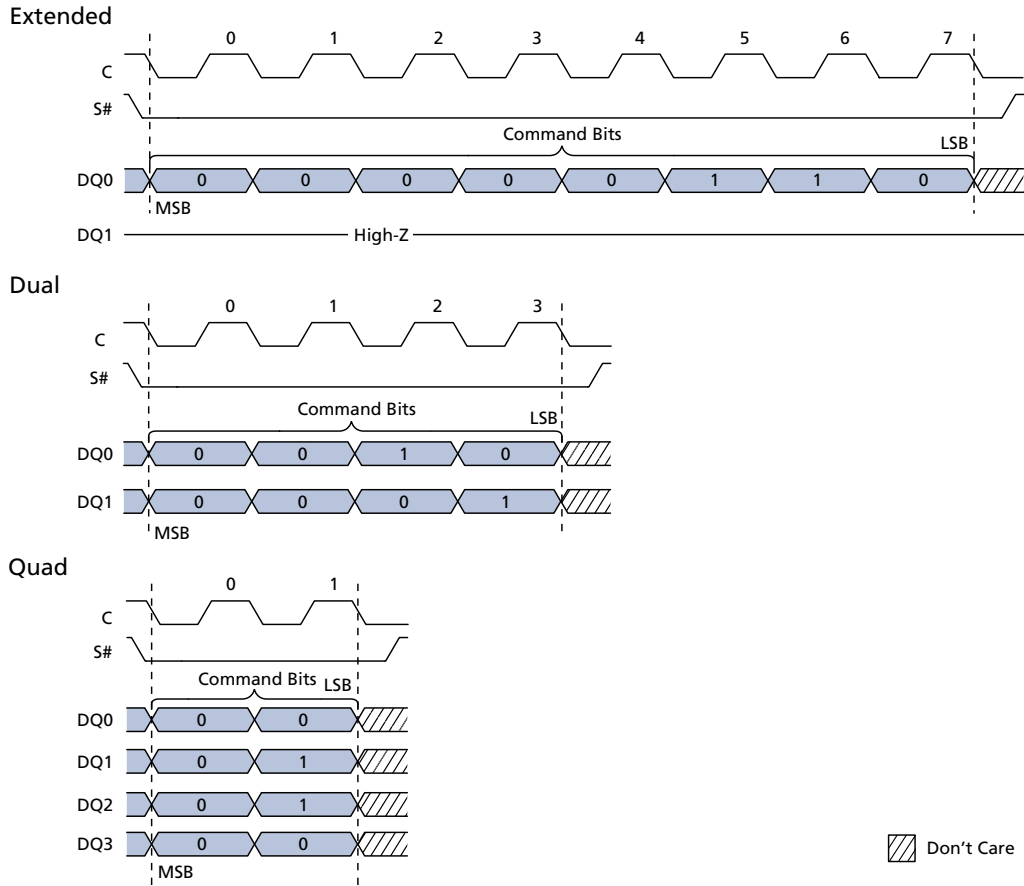 Extended
0 1 2 3 4 5 6 7
C
S#
Command Bits LSB
DQ0 0 0 0 0 0 1 1 0
MSB
DQ1 High-Z
Dual
0 1 2 3
C
S#
Command Bits LSB
DQ0 0 0 1 0
DQ1 0 0 0 1
MSB
Quad
0 1
C
S#
Command Bits LSB
DQ0 0 0
DQ1 0 1
DQ2 0 1
DQ3 0 0
Don't Care
MSB